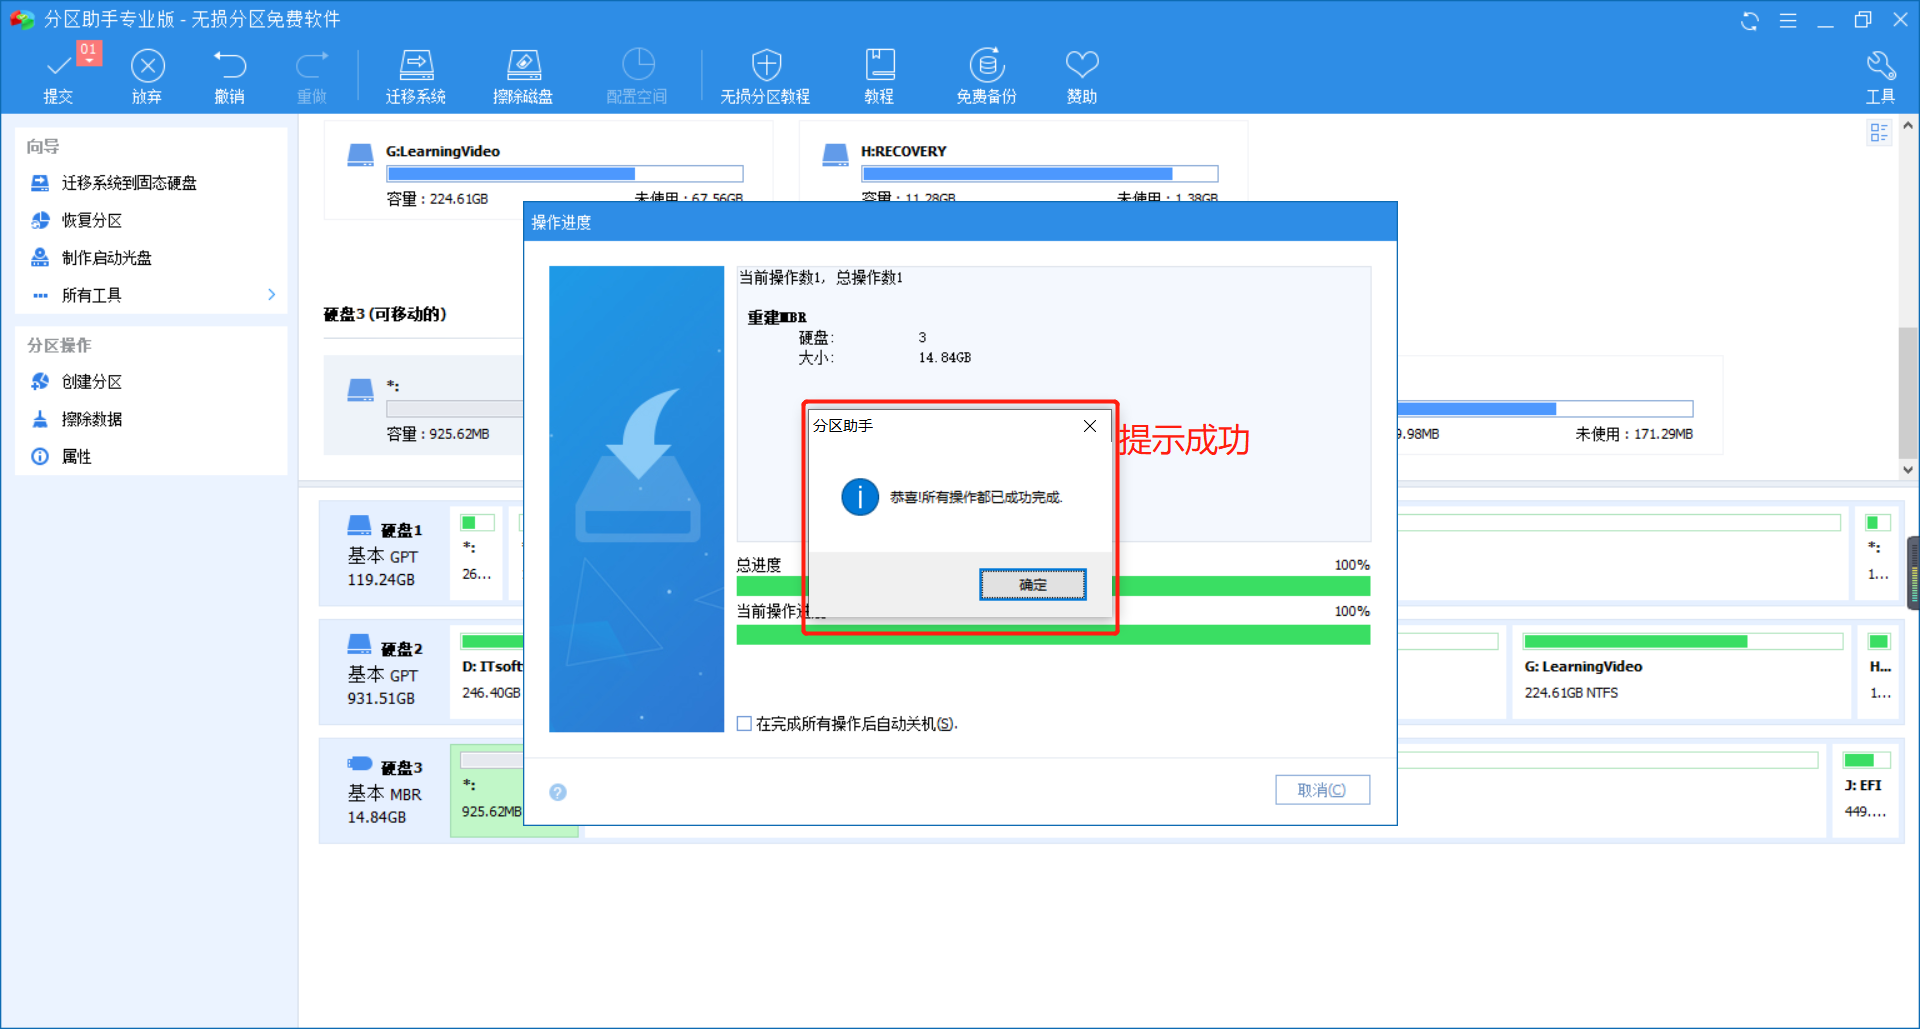 分区助手专业版 - 无损分区免费软件
01
提交
放弃
撤销
重做
迁移系统
擦除磁盘
配置空间
无损分区教程
教程
免费备份
赞助
工具
向导
迁移系统到固态硬盘
恢复分区
制作启动光盘
所有工具
分区操作
创建分区
擦除数据
属性
G:LearningVideo
容量 : 224.61GB
未使用 : 67.56GB
H:RECOVERY
容量 : 11.28GB
未使用 : 1.38GB
硬盘3 (可移动的)
*:
容量 : 925.62MB
9.98MB
未使用 : 171.29MB
操作进度
当前操作数1, 总操作数1
重建MBR
硬盘: 3
大小: 14.84GB
分区助手
恭喜!所有操作都已成功完成.
确定
提示成功
总进度
100%
当前操作进度
100%
在完成所有操作后自动关机(S).
取消(C)
硬盘1
基本 GPT
119.24GB
*:
26...
*:
1...
硬盘2
基本 GPT
931.51GB
D: ITsoft
246.40GB
G: LearningVideo
224.61GB NTFS
H...
1...
硬盘3
基本 MBR
14.84GB
*:
925.62MB
J: EFI
449....